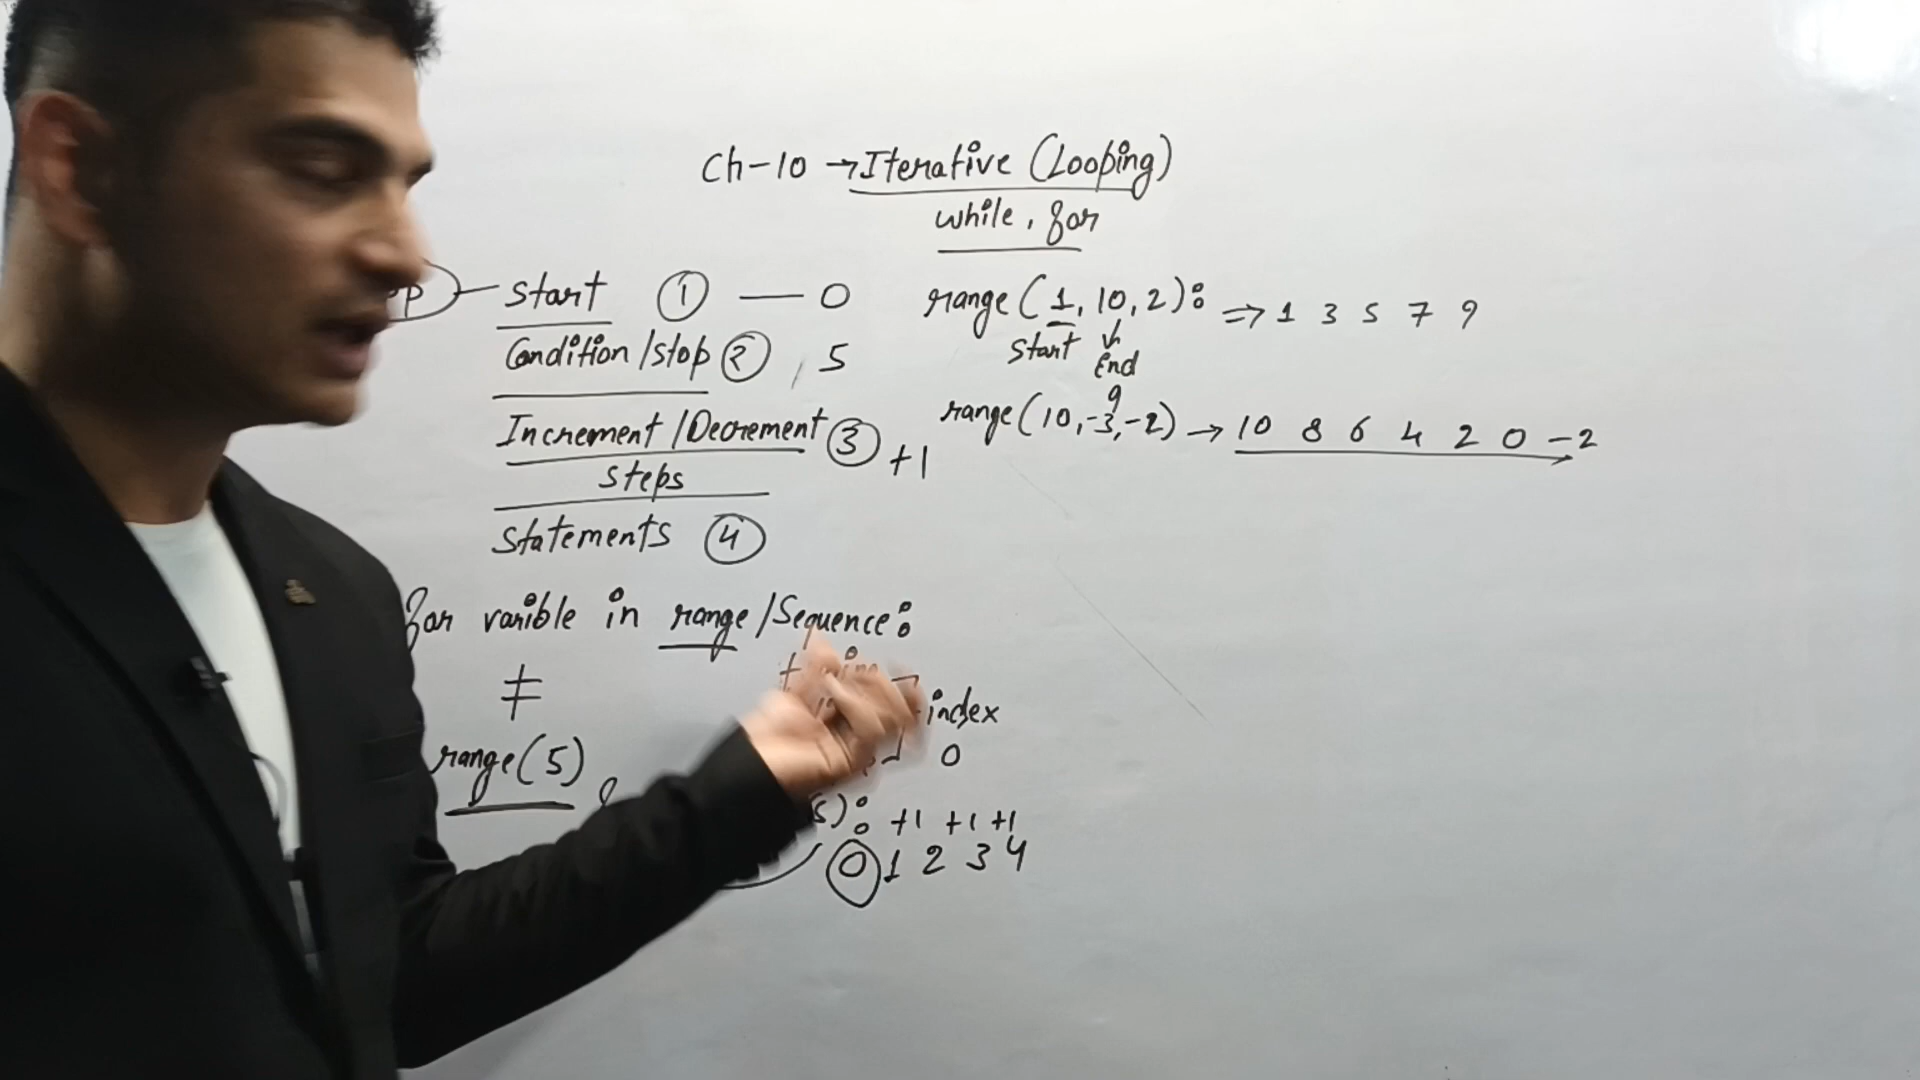 Ch-10 → Iterative (Looping)
while, for
Start ① — 0
Condition/Stop ② , 5
Increment/Decrement ③ +1
Steps
Statements ④
range(1, 10, 2): ⇒ 1 3 5 7 9
Start End
9
range(10,-3,-2) → 10 8 6 4 2 0 -2
for varible in range/Sequence:
≠
index
range(5)
0
+1 +1 +1
0 1 2 3 4